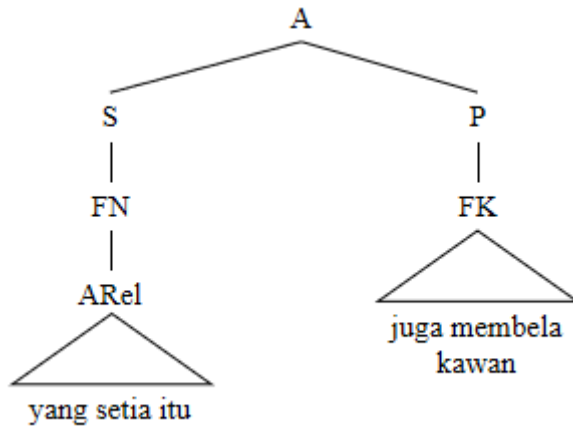 A
S P
FN FK
ARel
juga membela
kawan
yang setia itu